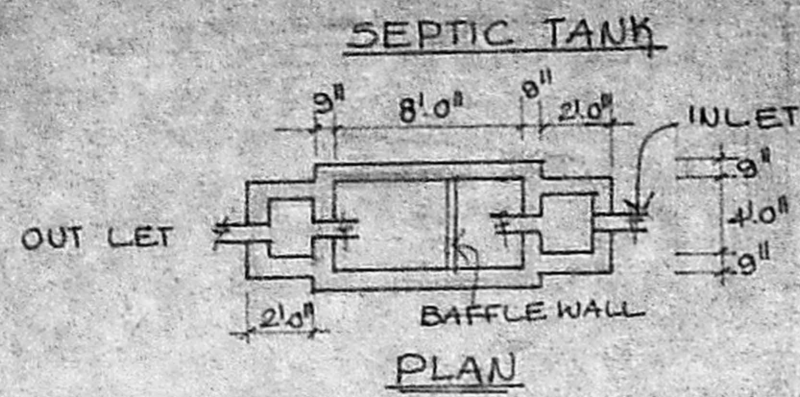 SEPTIC TANK
9" 8'.0" 9" 2'.0"
INLET
9"
4'.0"
9"
OUT LET
2'.0"
BAFFLE WALL
PLAN